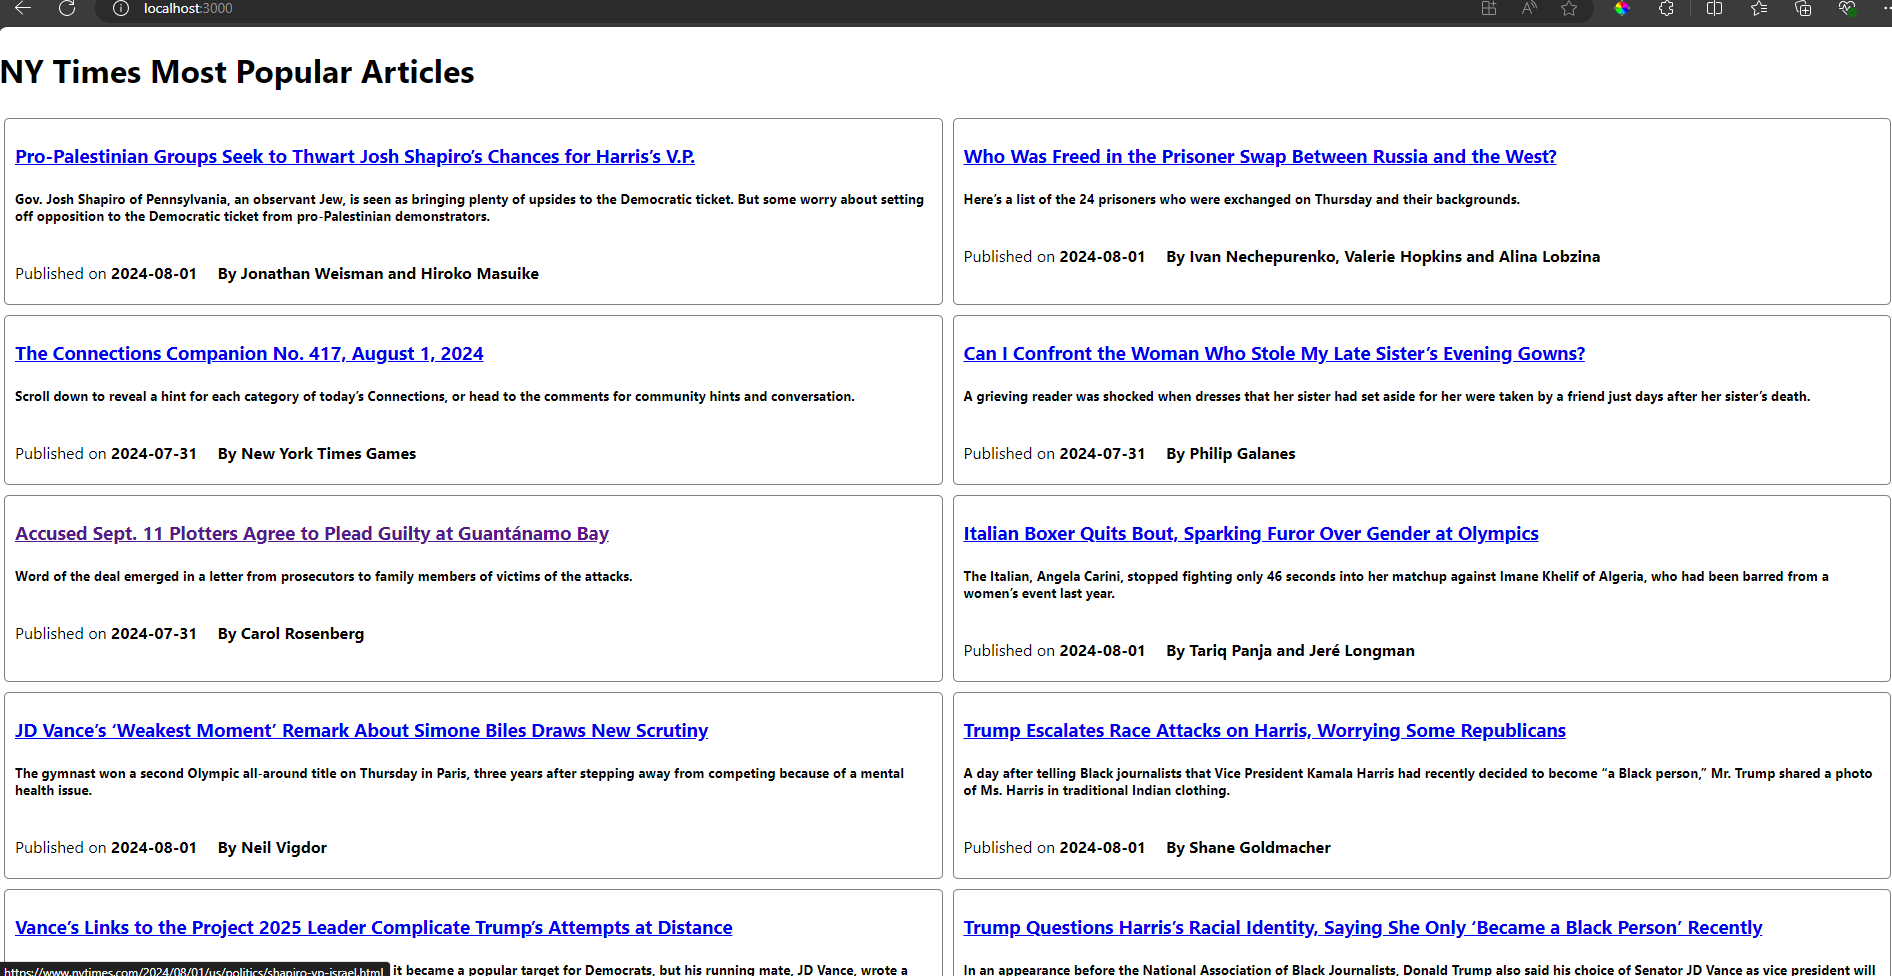 localhost:3000
NY Times Most Popular Articles
Pro-Palestinian Groups Seek to Thwart Josh Shapiro’s Chances for Harris’s V.P.
Gov. Josh Shapiro of Pennsylvania, an observant Jew, is seen as bringing plenty of upsides to the Democratic ticket. But some worry about setting
off opposition to the Democratic ticket from pro-Palestinian demonstrators.
Published on 2024-08-01 By Jonathan Weisman and Hiroko Masuike
Who Was Freed in the Prisoner Swap Between Russia and the West?
Here’s a list of the 24 prisoners who were exchanged on Thursday and their backgrounds.
Published on 2024-08-01 By Ivan Nechepurenko, Valerie Hopkins and Alina Lobzina
The Connections Companion No. 417, August 1, 2024
Scroll down to reveal a hint for each category of today’s Connections, or head to the comments for community hints and conversation.
Published on 2024-07-31 By New York Times Games
Can I Confront the Woman Who Stole My Late Sister’s Evening Gowns?
A grieving reader was shocked when dresses that her sister had set aside for her were taken by a friend just days after her sister’s death.
Published on 2024-07-31 By Philip Galanes
Accused Sept. 11 Plotters Agree to Plead Guilty at Guantánamo Bay
Word of the deal emerged in a letter from prosecutors to family members of victims of the attacks.
Published on 2024-07-31 By Carol Rosenberg
Italian Boxer Quits Bout, Sparking Furor Over Gender at Olympics
The Italian, Angela Carini, stopped fighting only 46 seconds into her matchup against Imane Khelif of Algeria, who had been barred from a
women’s event last year.
Published on 2024-08-01 By Tariq Panja and Jeré Longman
JD Vance’s ‘Weakest Moment’ Remark About Simone Biles Draws New Scrutiny
The gymnast won a second Olympic all-around title on Thursday in Paris, three years after stepping away from competing because of a mental
health issue.
Published on 2024-08-01 By Neil Vigdor
Trump Escalates Race Attacks on Harris, Worrying Some Republicans
A day after telling Black journalists that Vice President Kamala Harris had recently decided to become “a Black person,” Mr. Trump shared a photo
of Ms. Harris in traditional Indian clothing.
Published on 2024-08-01 By Shane Goldmacher
Vance’s Links to the Project 2025 Leader Complicate Trump’s Attempts at Distance
it became a popular target for Democrats, but his running mate, JD Vance, wrote a
Trump Questions Harris’s Racial Identity, Saying She Only ‘Became a Black Person’ Recently
In an appearance before the National Association of Black Journalists, Donald Trump also said his choice of Senator JD Vance as vice president will
https://www.nytimes.com/2024/08/01/us/politics/shapiro-vp-israel.html